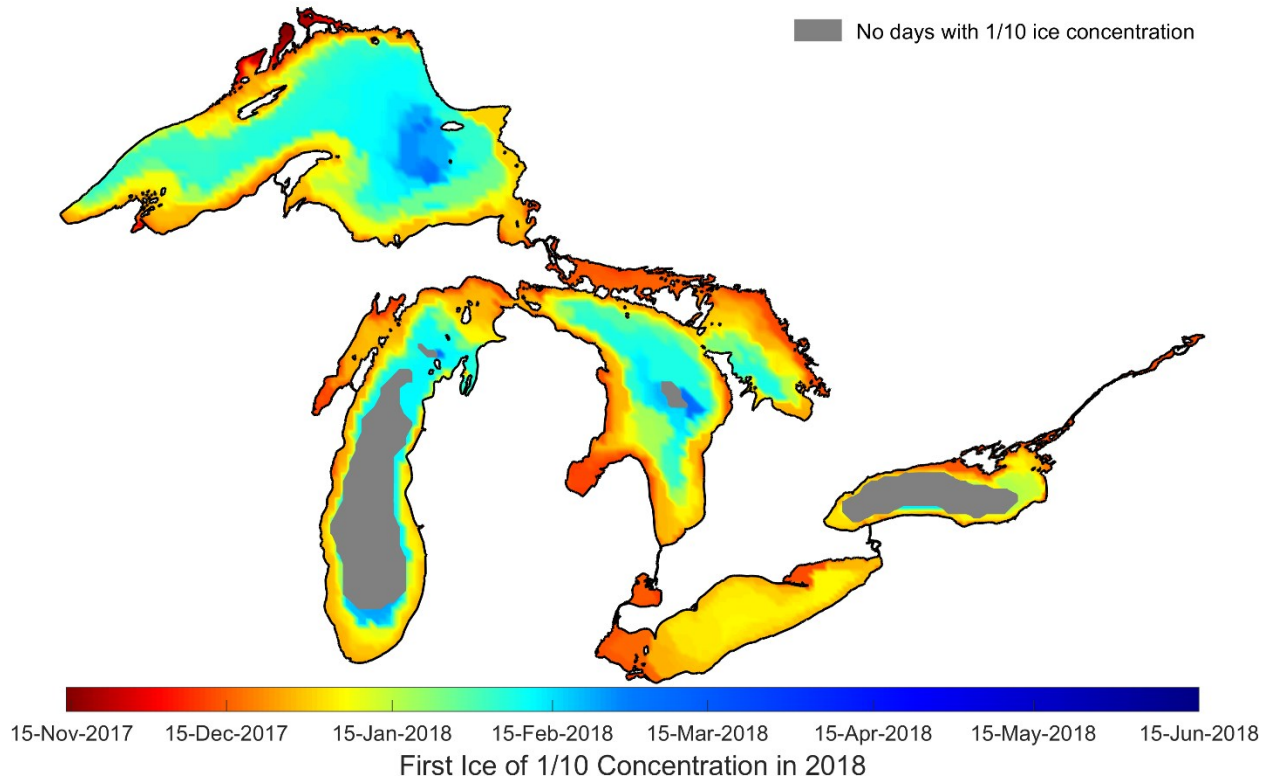 No days with 1/10 ice concentration
15-Nov-2017 15-Dec-2017 15-Jan-2018 15-Feb-2018 15-Mar-2018 15-Apr-2018 15-May-2018 15-Jun-2018
First Ice of 1/10 Concentration in 2018